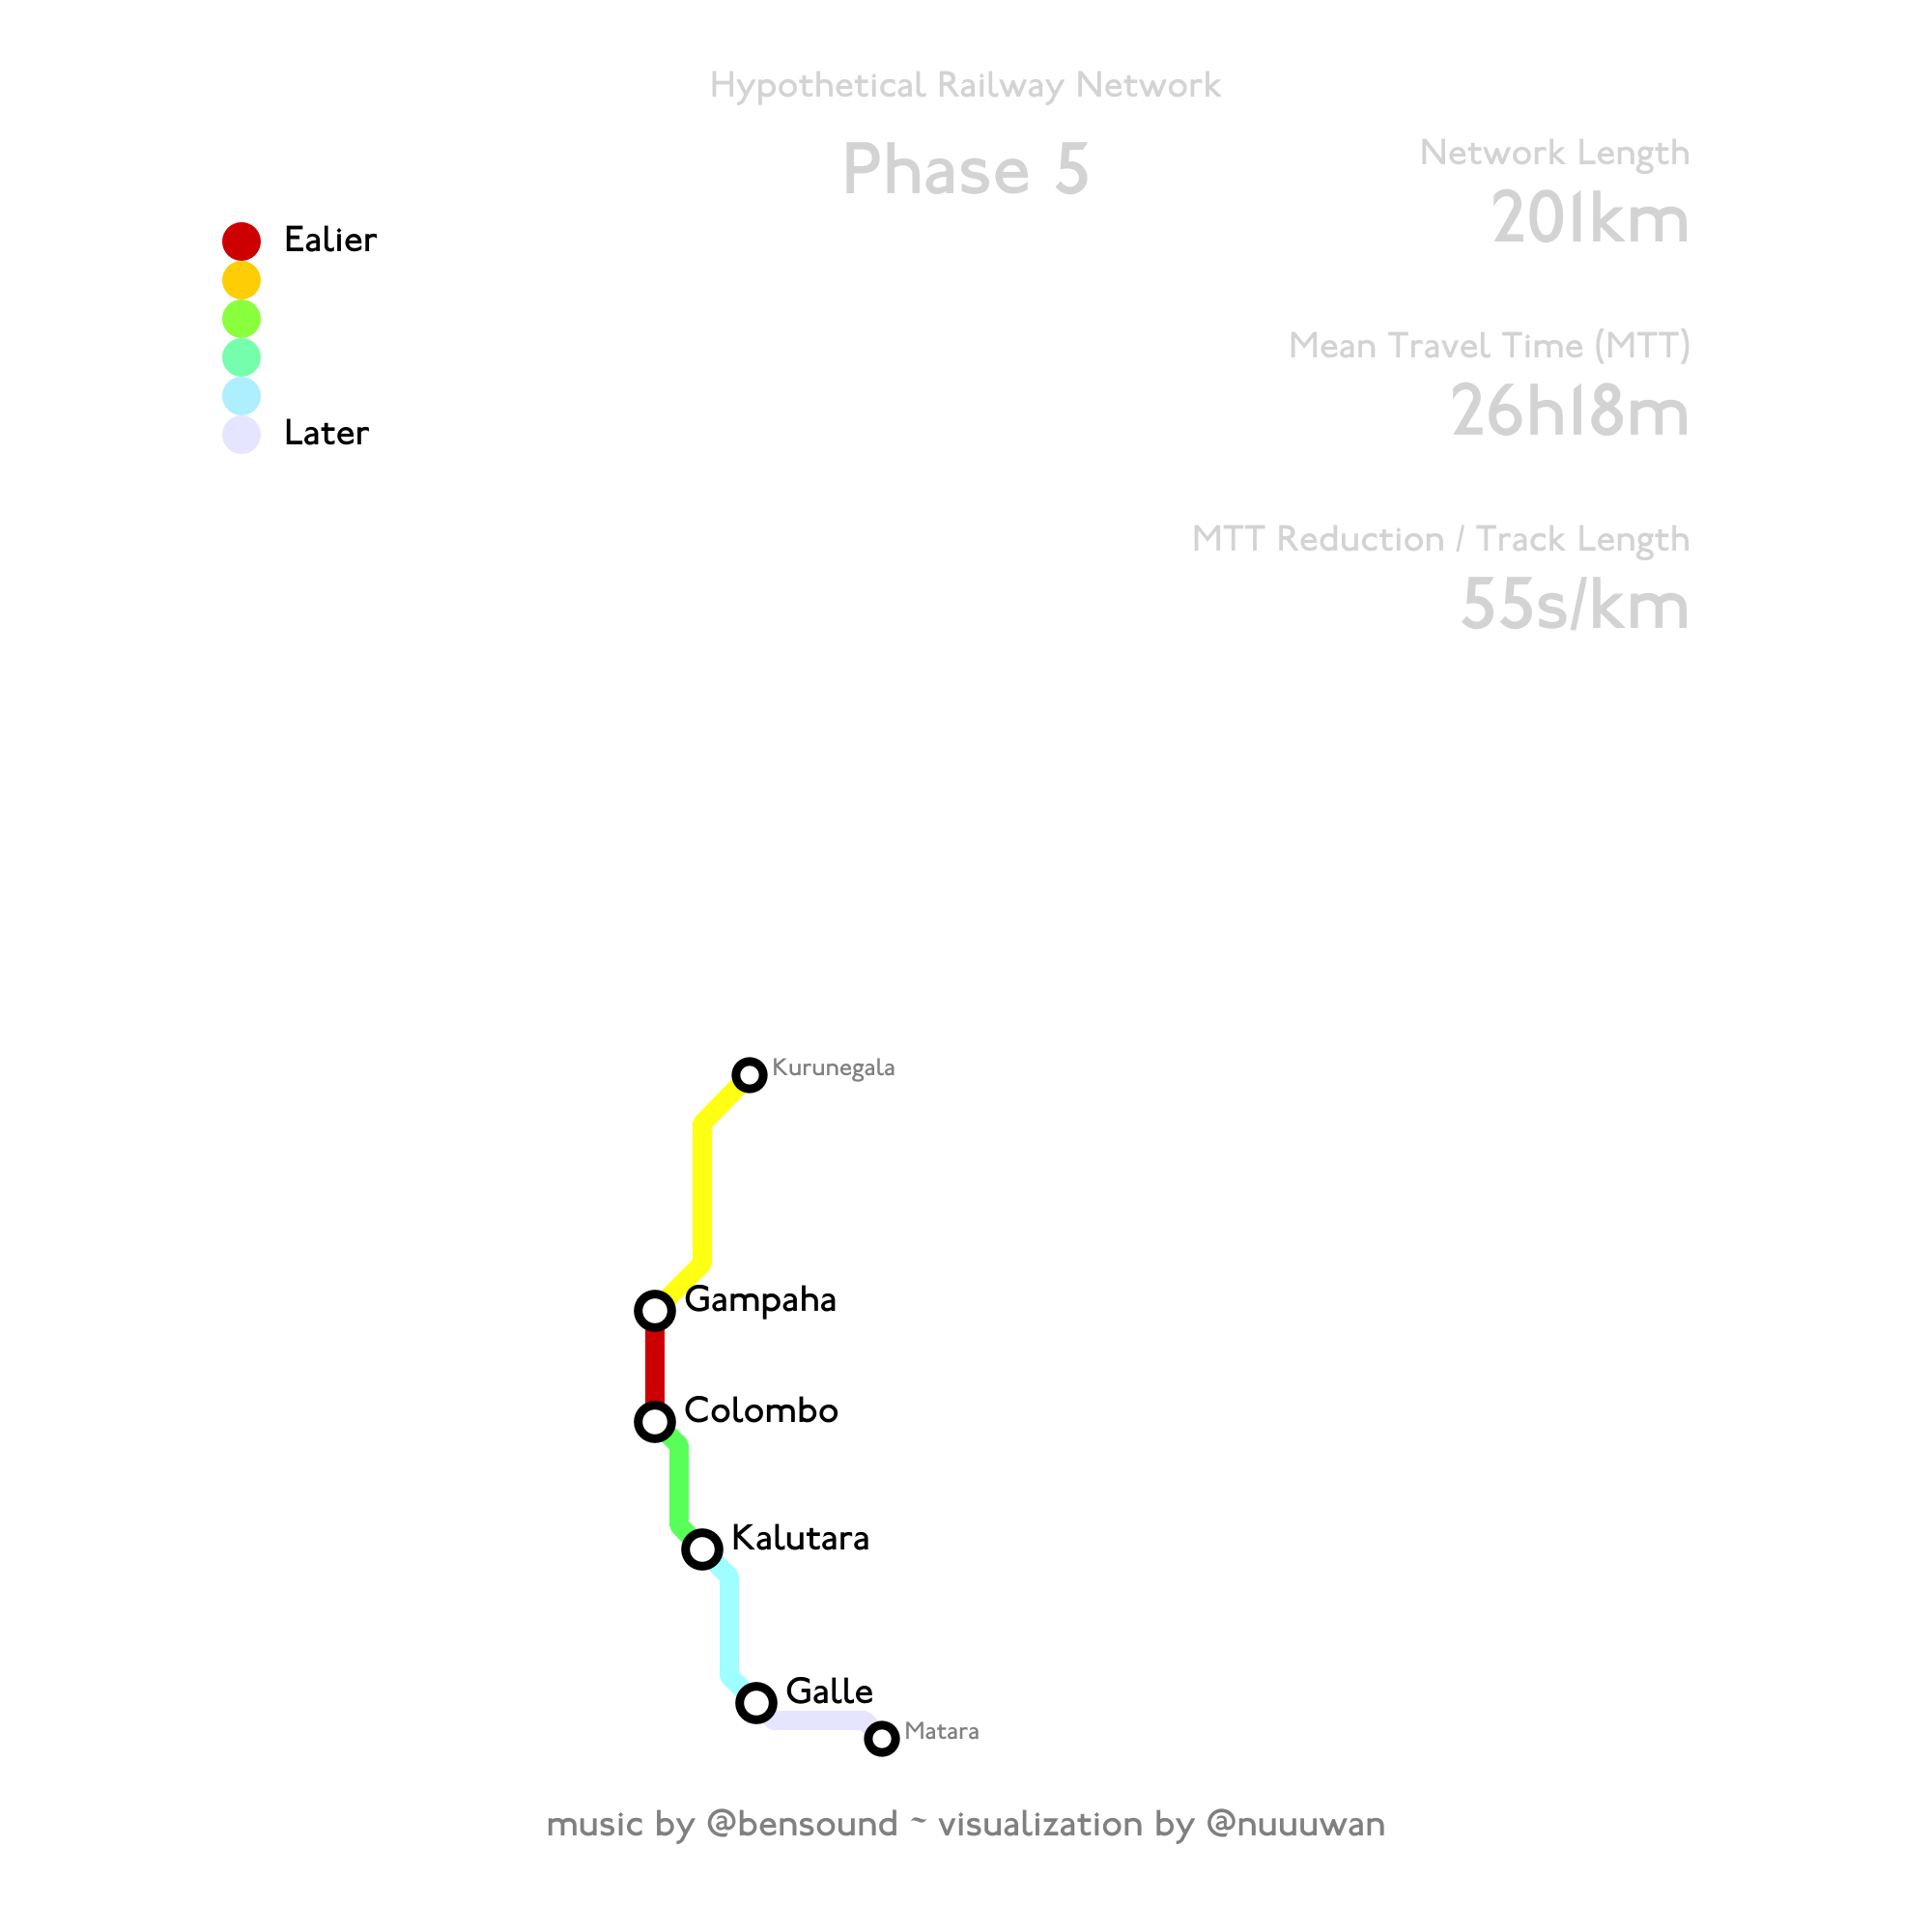 Hypothetical Railway Network
Phase 5
Network Length
201km
Ealier
Later
Mean Travel Time (MTT)
26h18m
MTT Reduction / Track Length
55s/km
Kurunegala
Gampaha
Colombo
Kalutara
Galle
Matara
music by @bensound ~ visualization by @nuuuwan